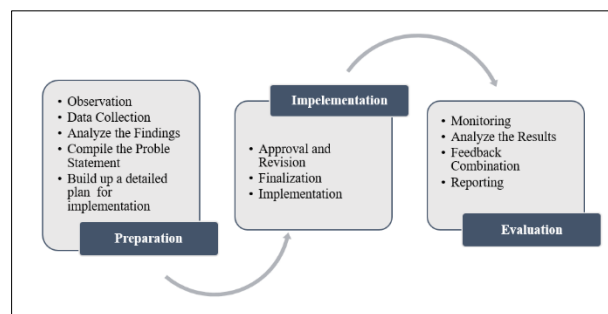 • Observation
• Data Collection
• Analyze the Findings
• Compile the Proble
Statement
• Build up a detailed
plan for
implementation
Preparation
Impelementation
• Approval and
Revision
• Finalization
• Implementation
• Monitoring
• Analyze the Results
• Feedback
Combination
• Reporting
Evaluation